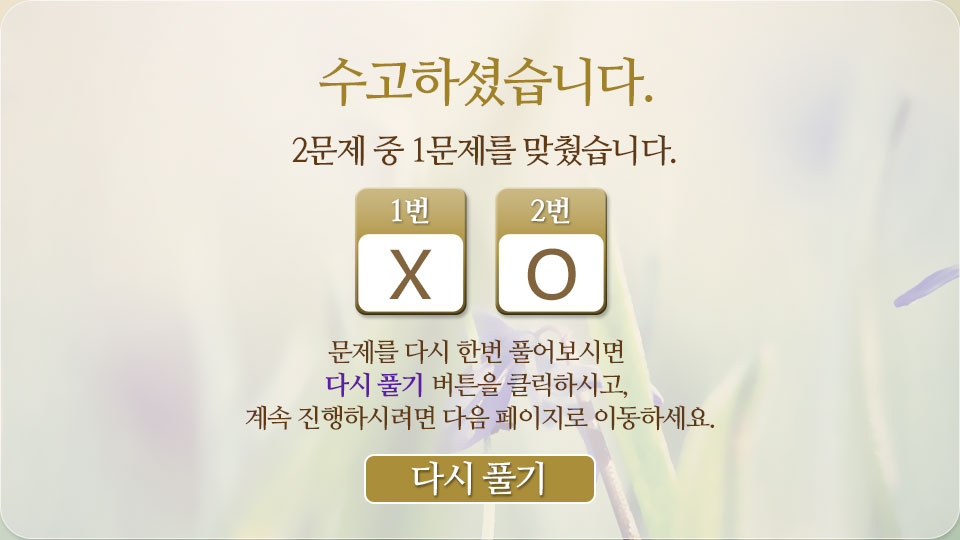 수고하셨습니다.
2문제 중 1문제를 맞췄습니다.
1번 2번
X O
문제를 다시 한번 풀어보시면
다시 풀기 버튼을 클릭하시고,
계속 진행하시려면 다음 페이지로 이동하세요.
다시 풀기